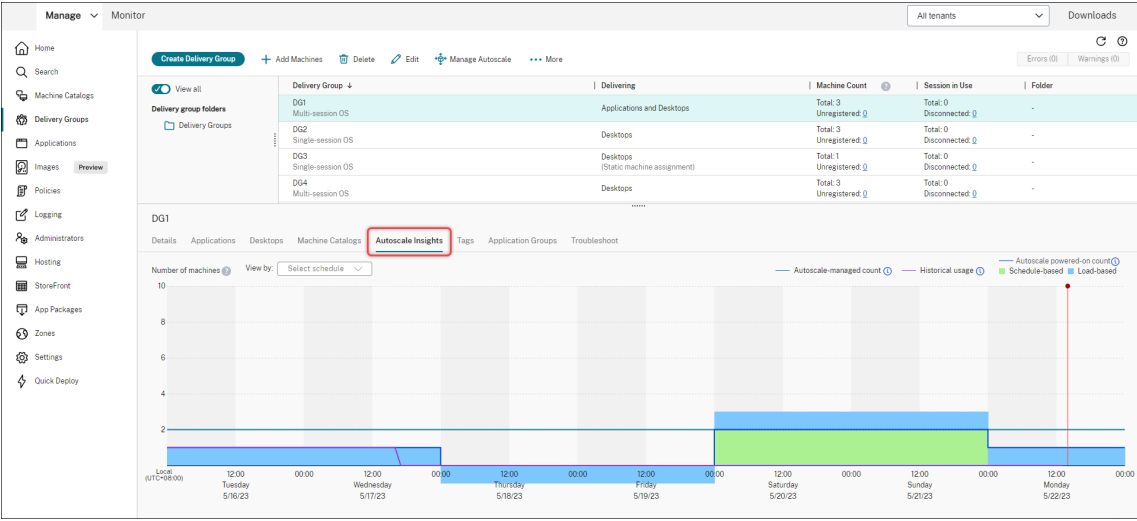 Manage Monitor All tenants Downloads
Home
Search
Machine Catalogs
Delivery Groups
Applications
Images Preview
Policies
Logging
Administrators
Hosting
StoreFront
App Packages
Zones
Settings
Quick Deploy
Create Delivery Group Add Machines Delete Edit Manage Autoscale More Errors (0) Warnings (0)
View all
Delivery group folders
Delivery Groups
Delivery Group ↓ Delivering Machine Count Session in Use Folder
DG1 Applications and Desktops Total: 3 Total: 0 -
Multi-session OS Unregistered: 0 Disconnected: 0
DG2 Desktops Total: 3 Total: 0 -
Single-session OS Unregistered: 0 Disconnected: 0
DG3 Desktops Total: 1 Total: 0 -
Single-session OS (Static machine assignment) Unregistered: 0 Disconnected: 0
DG4 Desktops Total: 3 Total: 0 -
Multi-session OS Unregistered: 0 Disconnected: 0
DG1
Details Applications Desktops Machine Catalogs Autoscale Insights Tags Application Groups Troubleshoot
Number of machines View by: Select schedule
Autoscale-managed count Historical usage Autoscale powered-on count
Schedule-based Load-based
10
8
6
4
2
Local 12:00 00:00 12:00 00:00 12:00 00:00 12:00 00:00 12:00 00:00 12:00 00:00 12:00 00:00
(UTC+08:00) Tuesday Wednesday Thursday Friday Saturday Sunday Monday
5/16/23 5/17/23 5/18/23 5/19/23 5/20/23 5/21/23 5/22/23